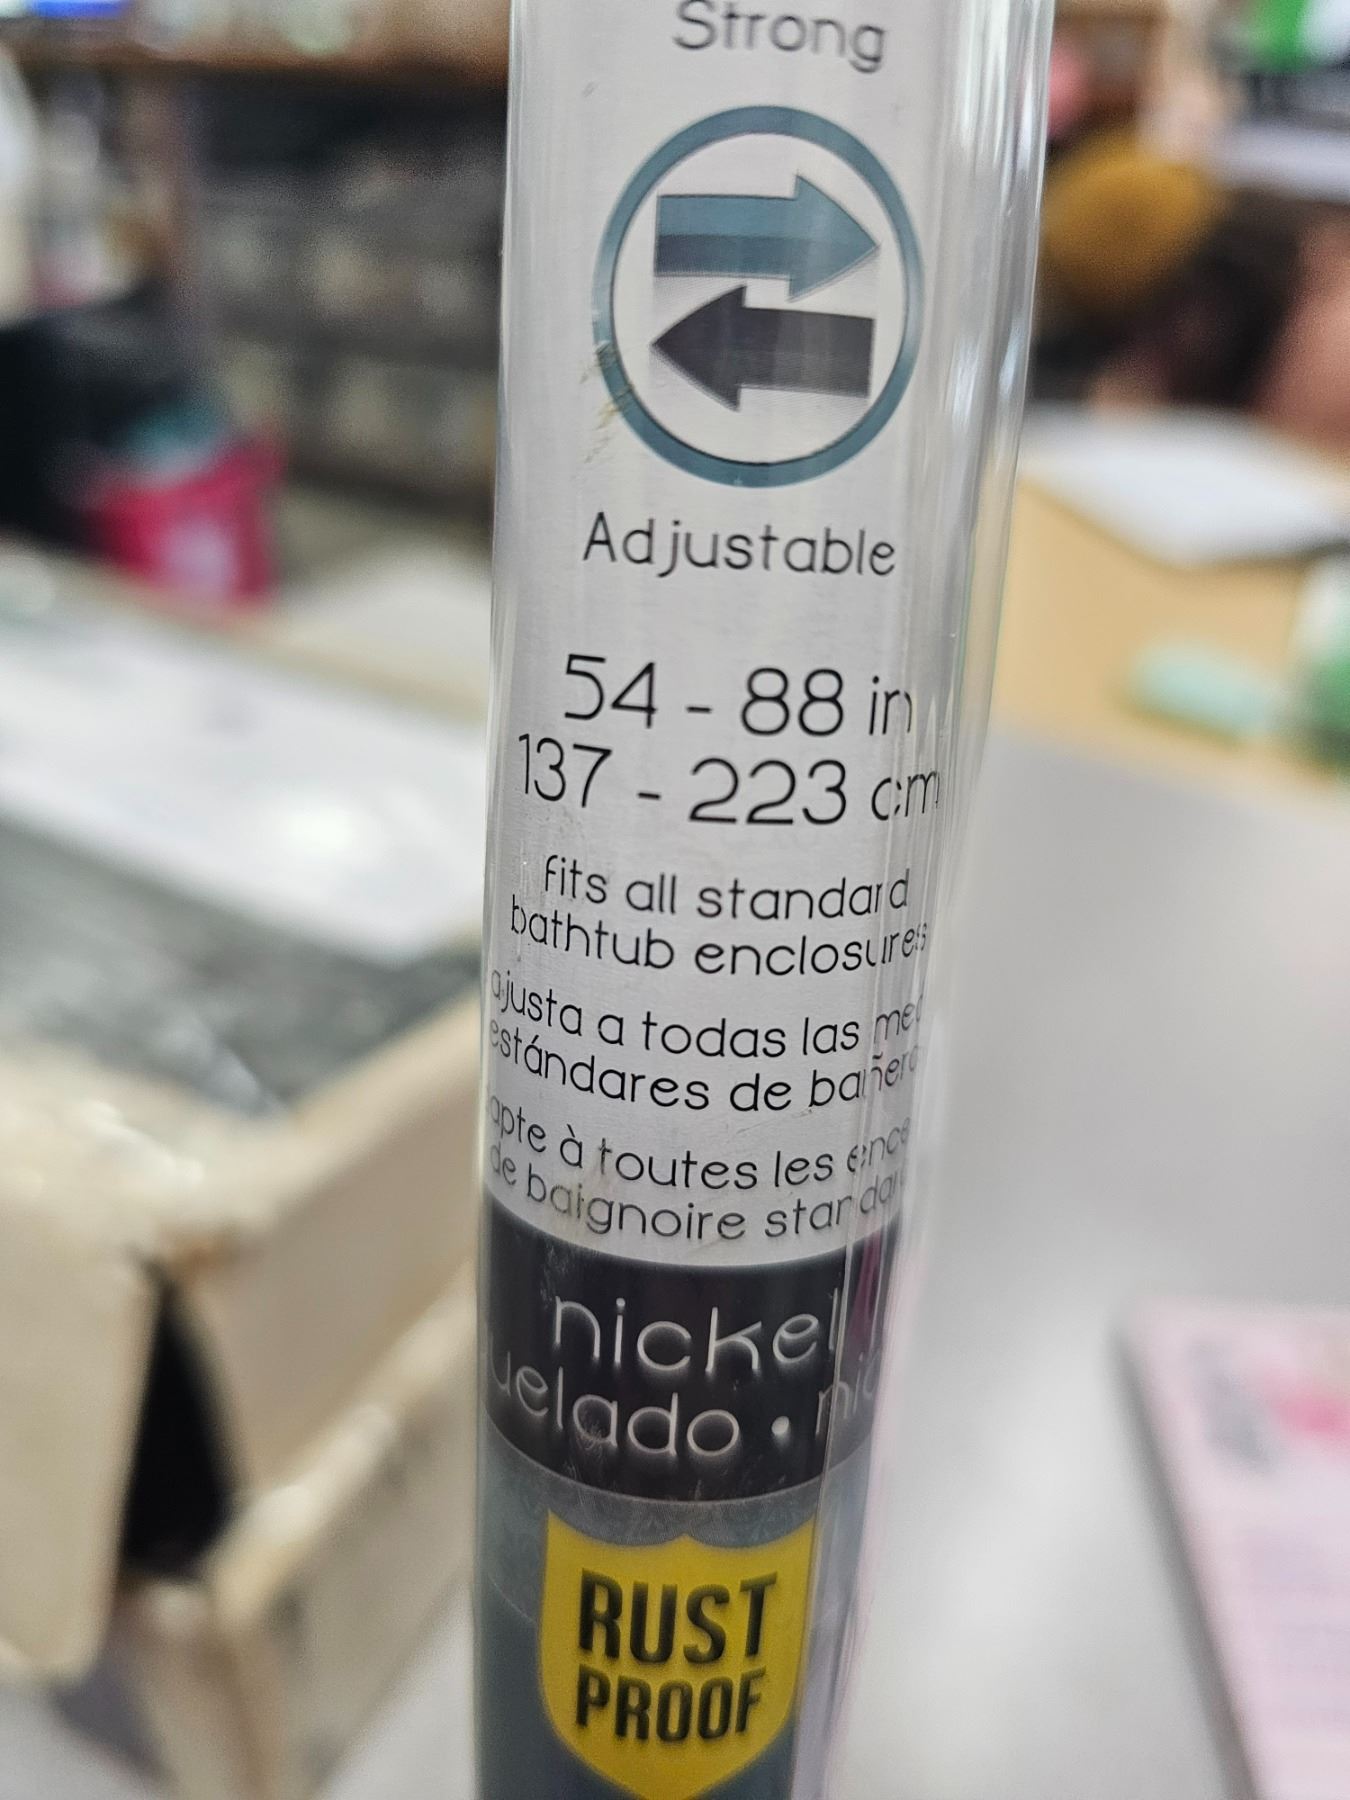 Strong
Adjustable
54 - 88 in
137 - 223 cm
fits all standard
bathtub enclosures
ajusta a todas las
estándares de
à toutes les
de baignoire
nickel
•
RUST
PROOF